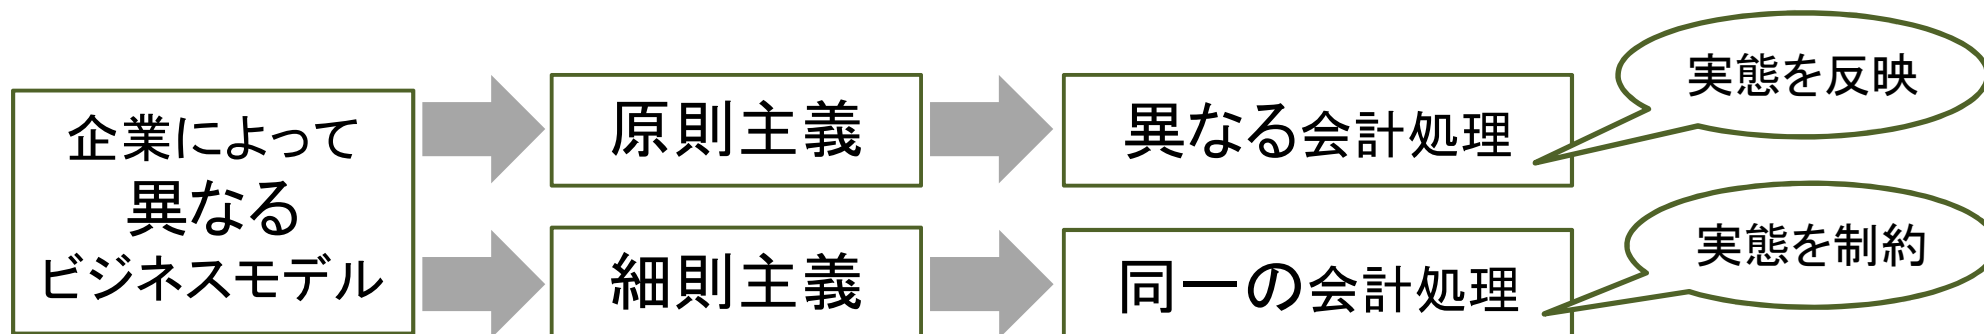 企業によって
異なる
ビジネスモデル
原則主義
異なる会計処理
実態を反映
細則主義
同一の会計処理
実態を制約